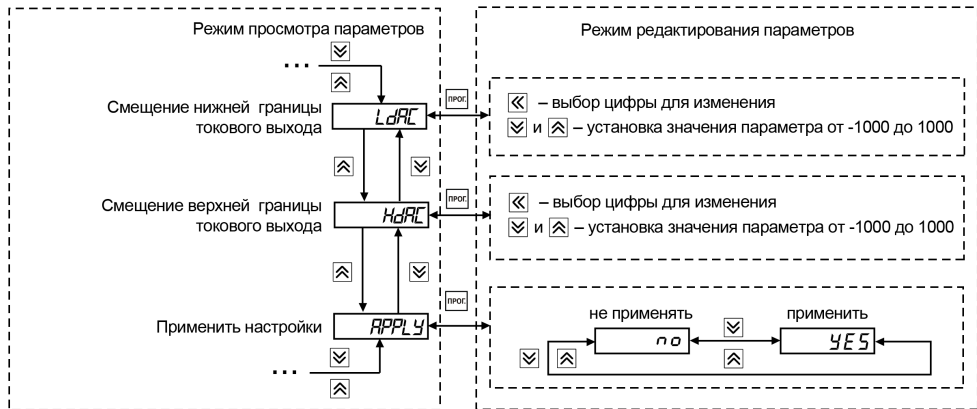 Режим просмотра параметров
Режим редактирования параметров
...
Смещение нижней границы
токового выхода
LdAC
ПРОГ.
– выбор цифры для изменения
и – установка значения параметра от -1000 до 1000
Смещение верхней границы
токового выхода
HdAC
ПРОГ.
– выбор цифры для изменения
и – установка значения параметра от -1000 до 1000
Применить настройки
APPLY
ПРОГ.
не применять
применить
no
YES
...